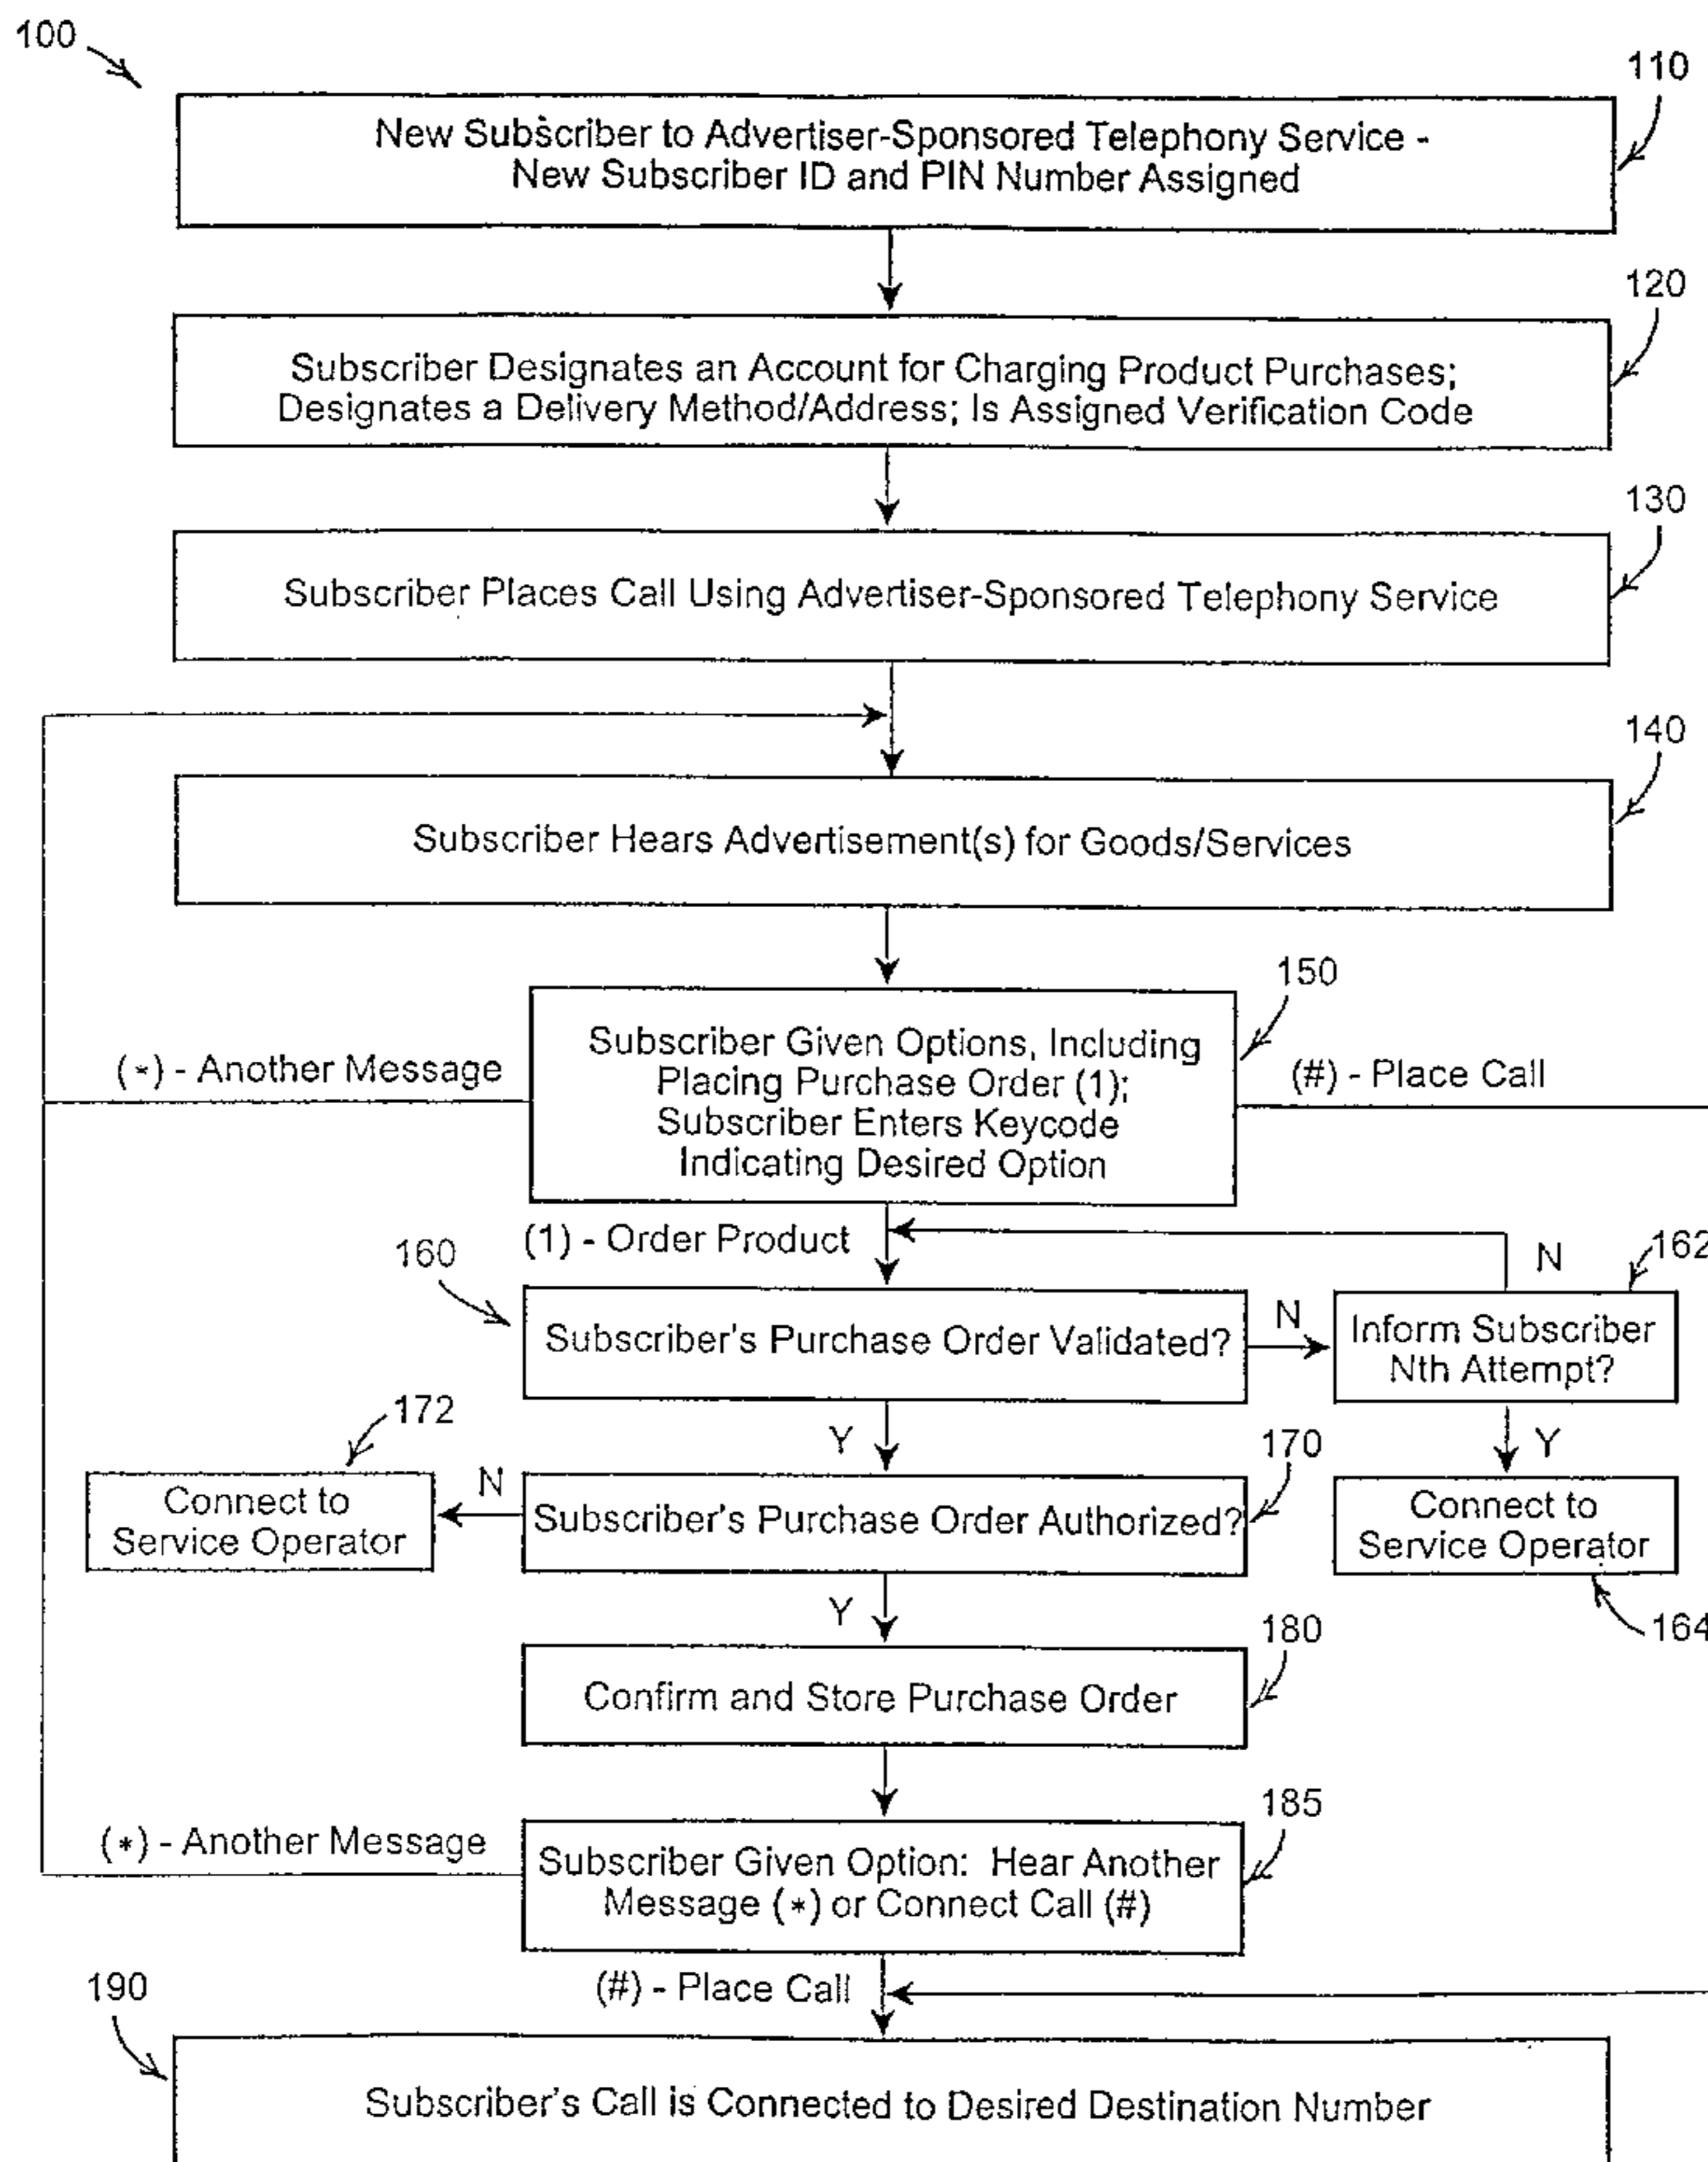 100
110
New Subscriber to Advertiser-Sponsored Telephony Service -
New Subscriber ID and PIN Number Assigned
120
Subscriber Designates an Account for Charging Product Purchases;
Designates a Delivery Method/Address; Is Assigned Verification Code
130
Subscriber Places Call Using Advertiser-Sponsored Telephony Service
140
Subscriber Hears Advertisement(s) for Goods/Services
150
Subscriber Given Options, Including
Placing Purchase Order (1);
Subscriber Enters Keycode
Indicating Desired Option
(*) - Another Message
(#) - Place Call
(1) - Order Product
160
Subscriber's Purchase Order Validated?
N
N
162
Inform Subscriber
Nth Attempt?
Y
Y
172
Connect to
Service Operator
N
170
Subscriber's Purchase Order Authorized?
Connect to
Service Operator
164
Y
180
Confirm and Store Purchase Order
185
(*) - Another Message
Subscriber Given Option: Hear Another
Message (*) or Connect Call (#)
(#) - Place Call
190
Subscriber's Call is Connected to Desired Destination Number